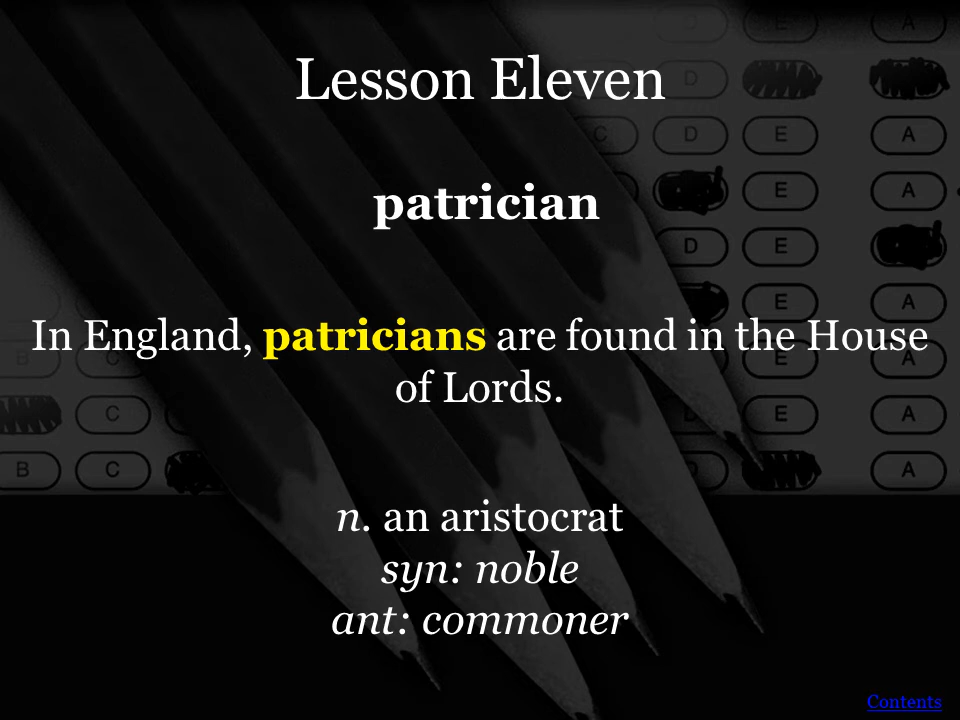 Lesson Eleven
patrician
In England, patricians are found in the House
of Lords.
n. an aristocrat
syn: noble
ant: commoner
Contents